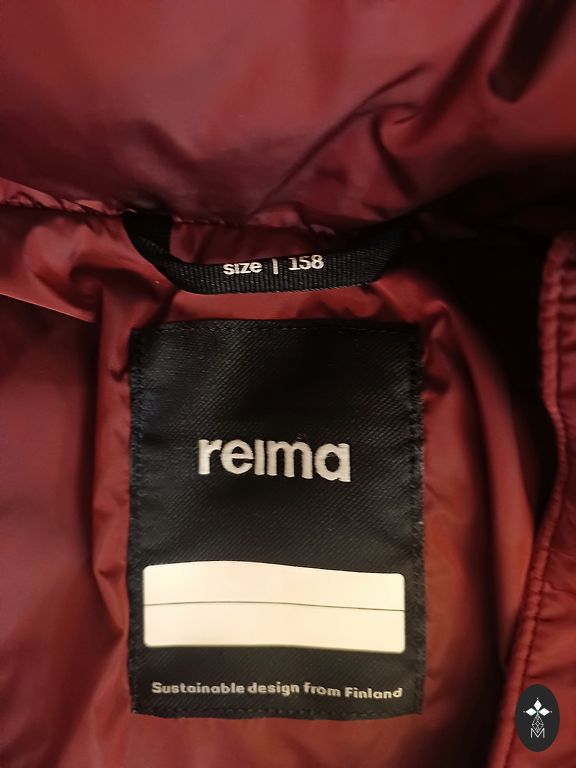 size | 158
reima
Sustainable design from Finland